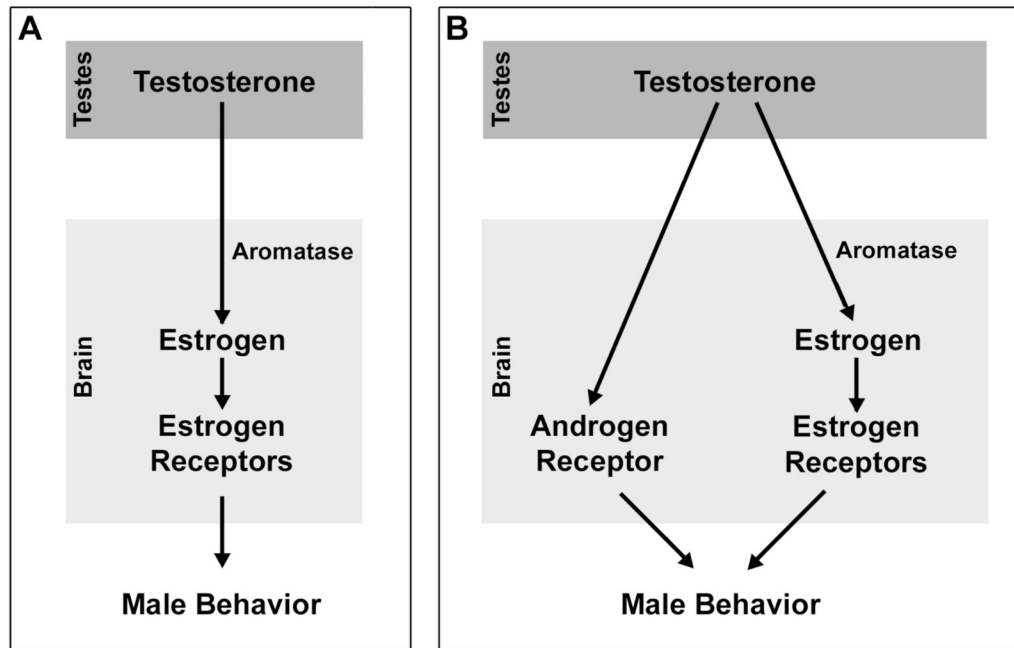 A
Testes
Testosterone
Aromatase
Brain
Estrogen
Estrogen
Receptors
Male Behavior
B
Testes
Testosterone
Aromatase
Brain
Estrogen
Androgen
Receptor
Estrogen
Receptors
Male Behavior